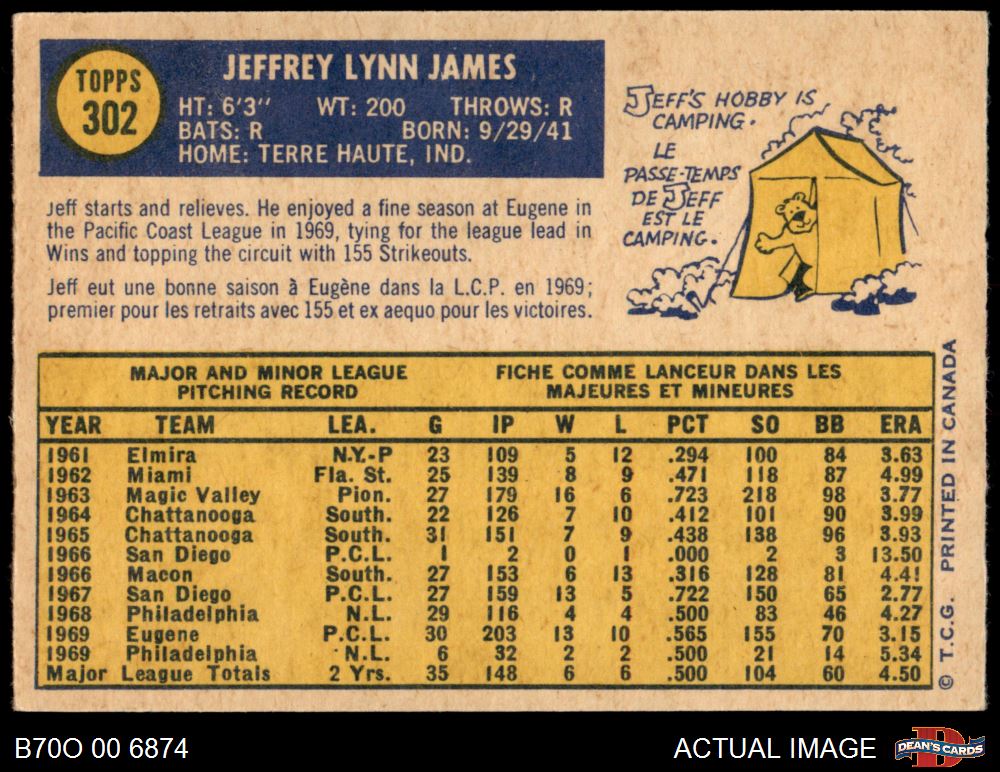 TOPPS
302
JEFFREY LYNN JAMES
HT: 6'3" WT: 200 THROWS: R
BATS: R BORN: 9/29/41
HOME: TERRE HAUTE, IND.
Jeff starts and relieves. He enjoyed a fine season at Eugene in
the Pacific Coast League in 1969, tying for the league lead in
Wins and topping the circuit with 155 Strikeouts.
Jeff eut une bonne saison à Eugène dans la L.C.P. en 1969;
premier pour les retraits avec 155 et ex aequo pour les victoires.
JEFF'S HOBBY IS
CAMPING.
LE
PASSE-TEMPS
DE JEFF
EST LE
CAMPING.
MAJOR AND MINOR LEAGUE
PITCHING RECORD
FICHE COMME LANCEUR DANS LES
MAJEURES ET MINEURES
YEAR TEAM LEA. G IP W L PCT SO BB ERA
1961 Elmira N.Y.-P 23 109 5 12 .294 100 84 3.63
1962 Miami Fla. St. 25 139 8 9 .471 118 87 4.99
1963 Magic Valley Pion. 27 179 16 6 .723 218 98 3.77
1964 Chattanooga South. 22 126 7 10 .412 101 90 3.99
1965 Chattanooga South. 31 151 7 9 .438 138 96 3.93
1966 San Diego P.C.L. 1 2 0 1 .000 2 3 13.50
1966 Macon South. 27 153 6 13 .316 128 81 4.41
1967 San Diego P.C.L. 27 159 13 5 .722 150 65 2.77
1968 Philadelphia N.L. 29 116 4 4 .500 83 46 4.27
1969 Eugene P.C.L. 30 203 13 10 .565 155 70 3.15
1969 Philadelphia N.L. 6 32 2 2 .500 21 14 5.34
Major League Totals 2 Yrs. 35 148 6 6 .500 104 60 4.50
© T.C.G. PRINTED IN CANADA
B70O 00 6874
ACTUAL IMAGE
DEAN'S CARDS